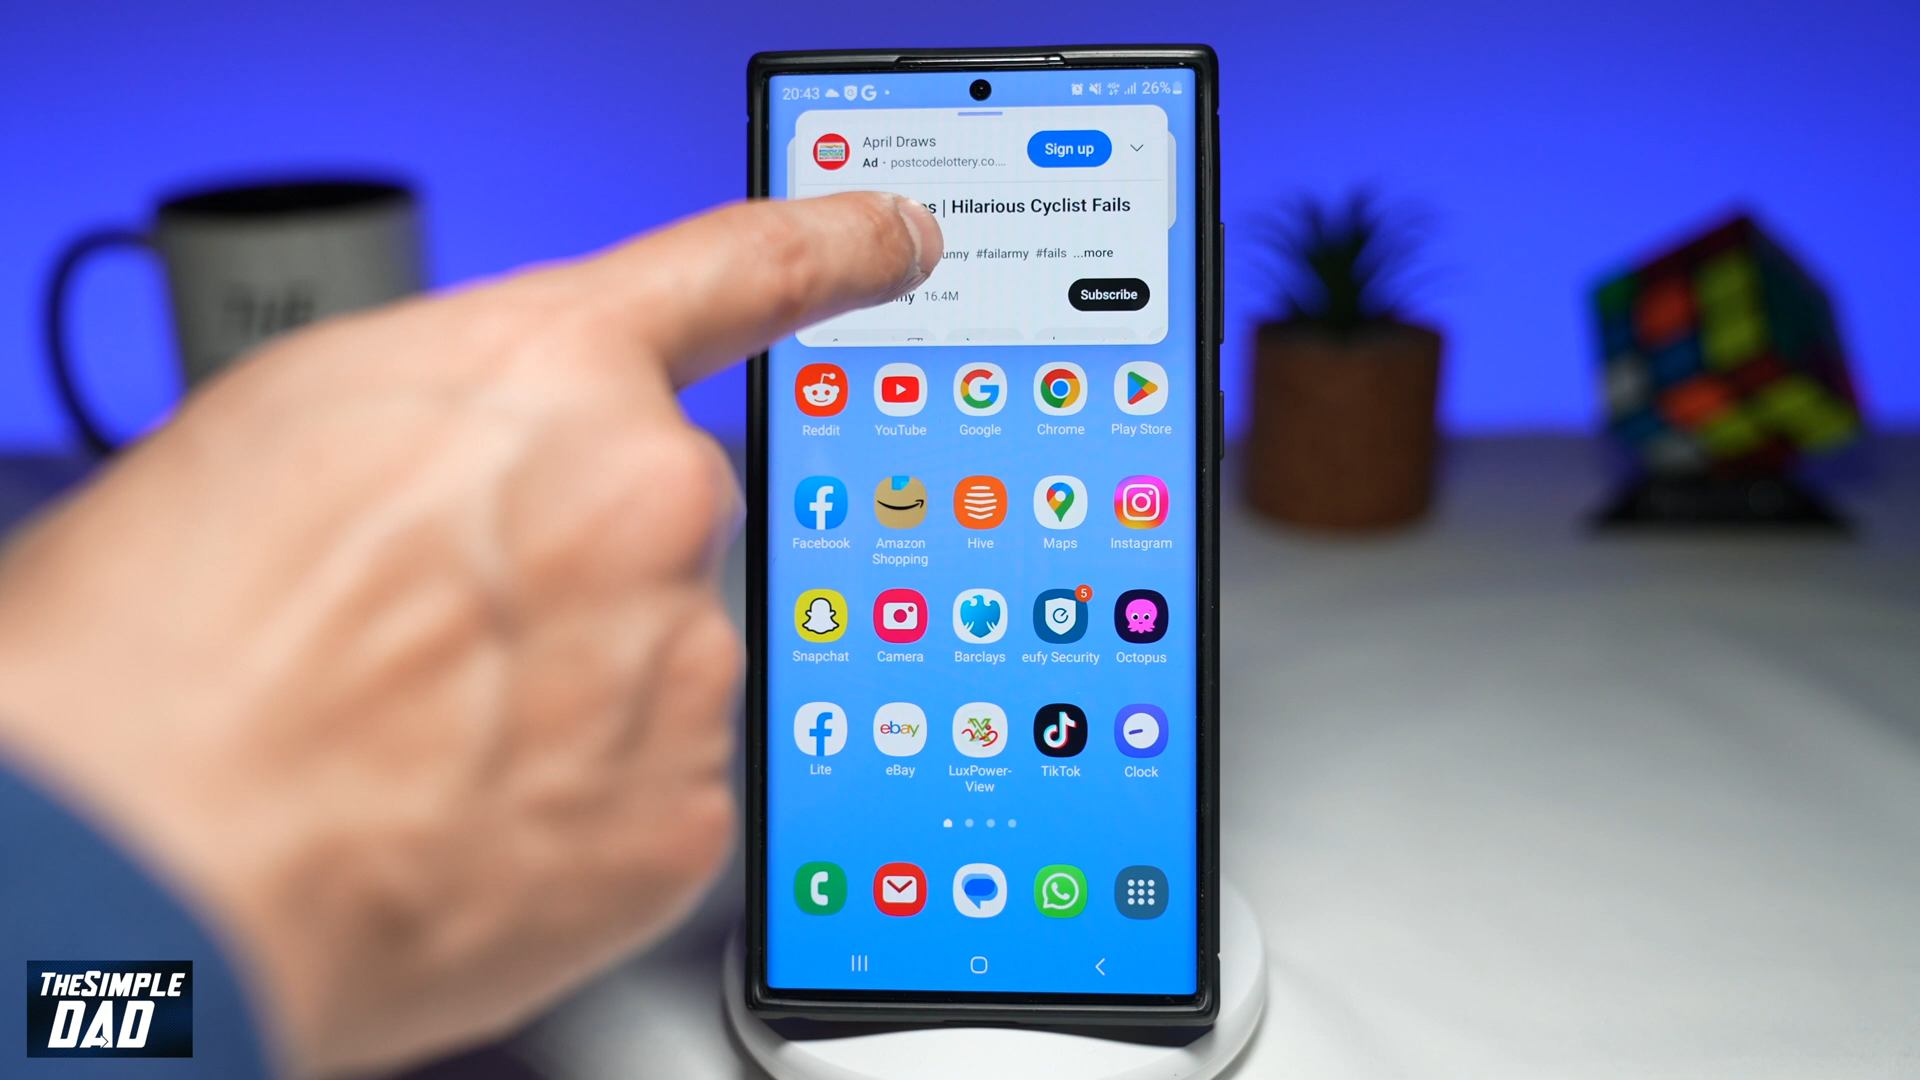 20:43
26%
April Draws
Sign up
Ad · postcodelottery.co....
| Hilarious Cyclist Fails
#failarmy #fails ...more
16.4M
Subscribe
Reddit
YouTube
Google
Chrome
Play Store
Facebook
Amazon
Shopping
Hive
Maps
Instagram
Snapchat
Camera
Barclays
5
eufy Security
Octopus
ebay
Lite
eBay
LuxPower-
View
TikTok
Clock
THESIMPLE
DAD